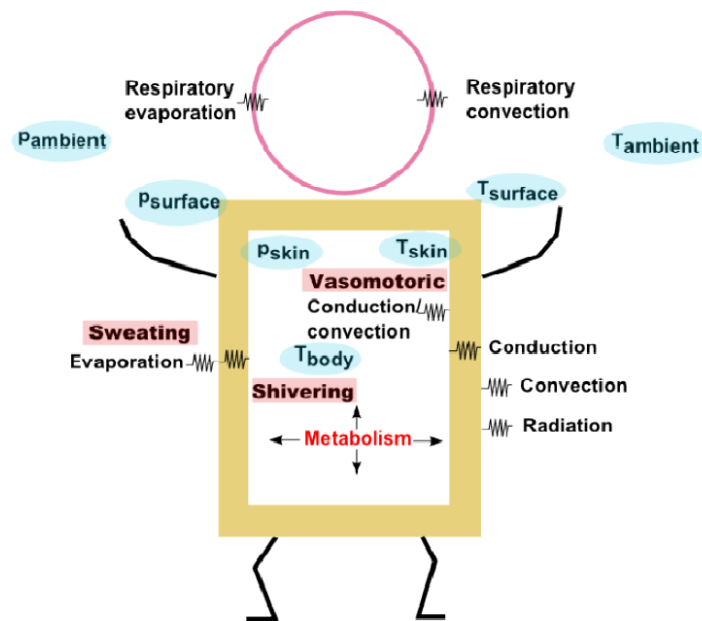 Respiratory
evaporation
Respiratory
convection
pambient
Tambient
psurface
Tsurface
pskin
Tskin
Vasomotoric
Conduction/
convection
Sweating
Evaporation
Tbody
Conduction
Shivering
Convection
Metabolism
Radiation